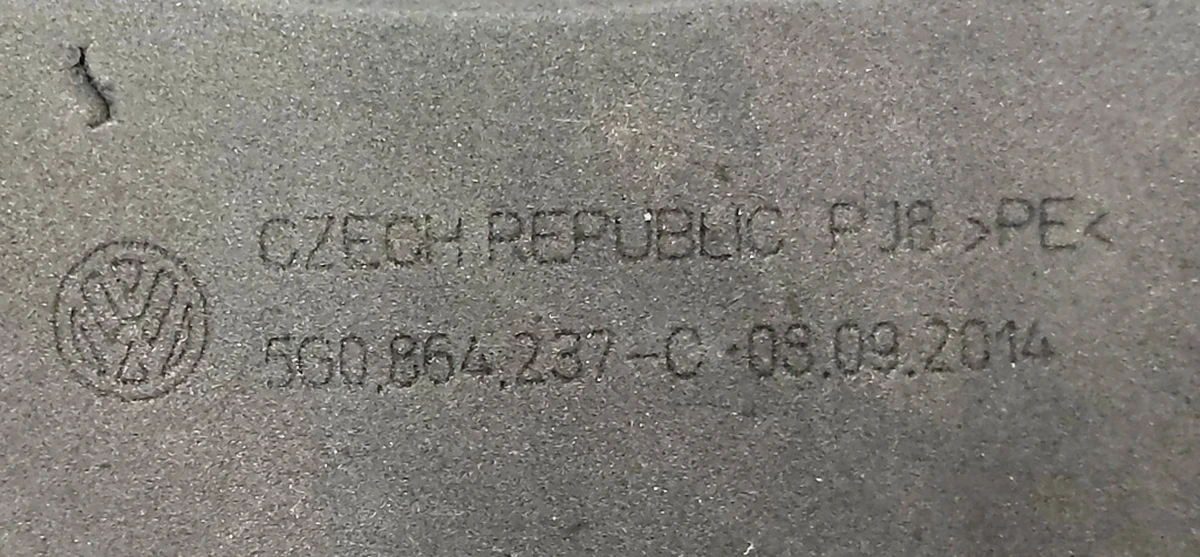 CZECH REPUBLIC PJ8 >PE<
5G0.864.237-C 08.09.2014